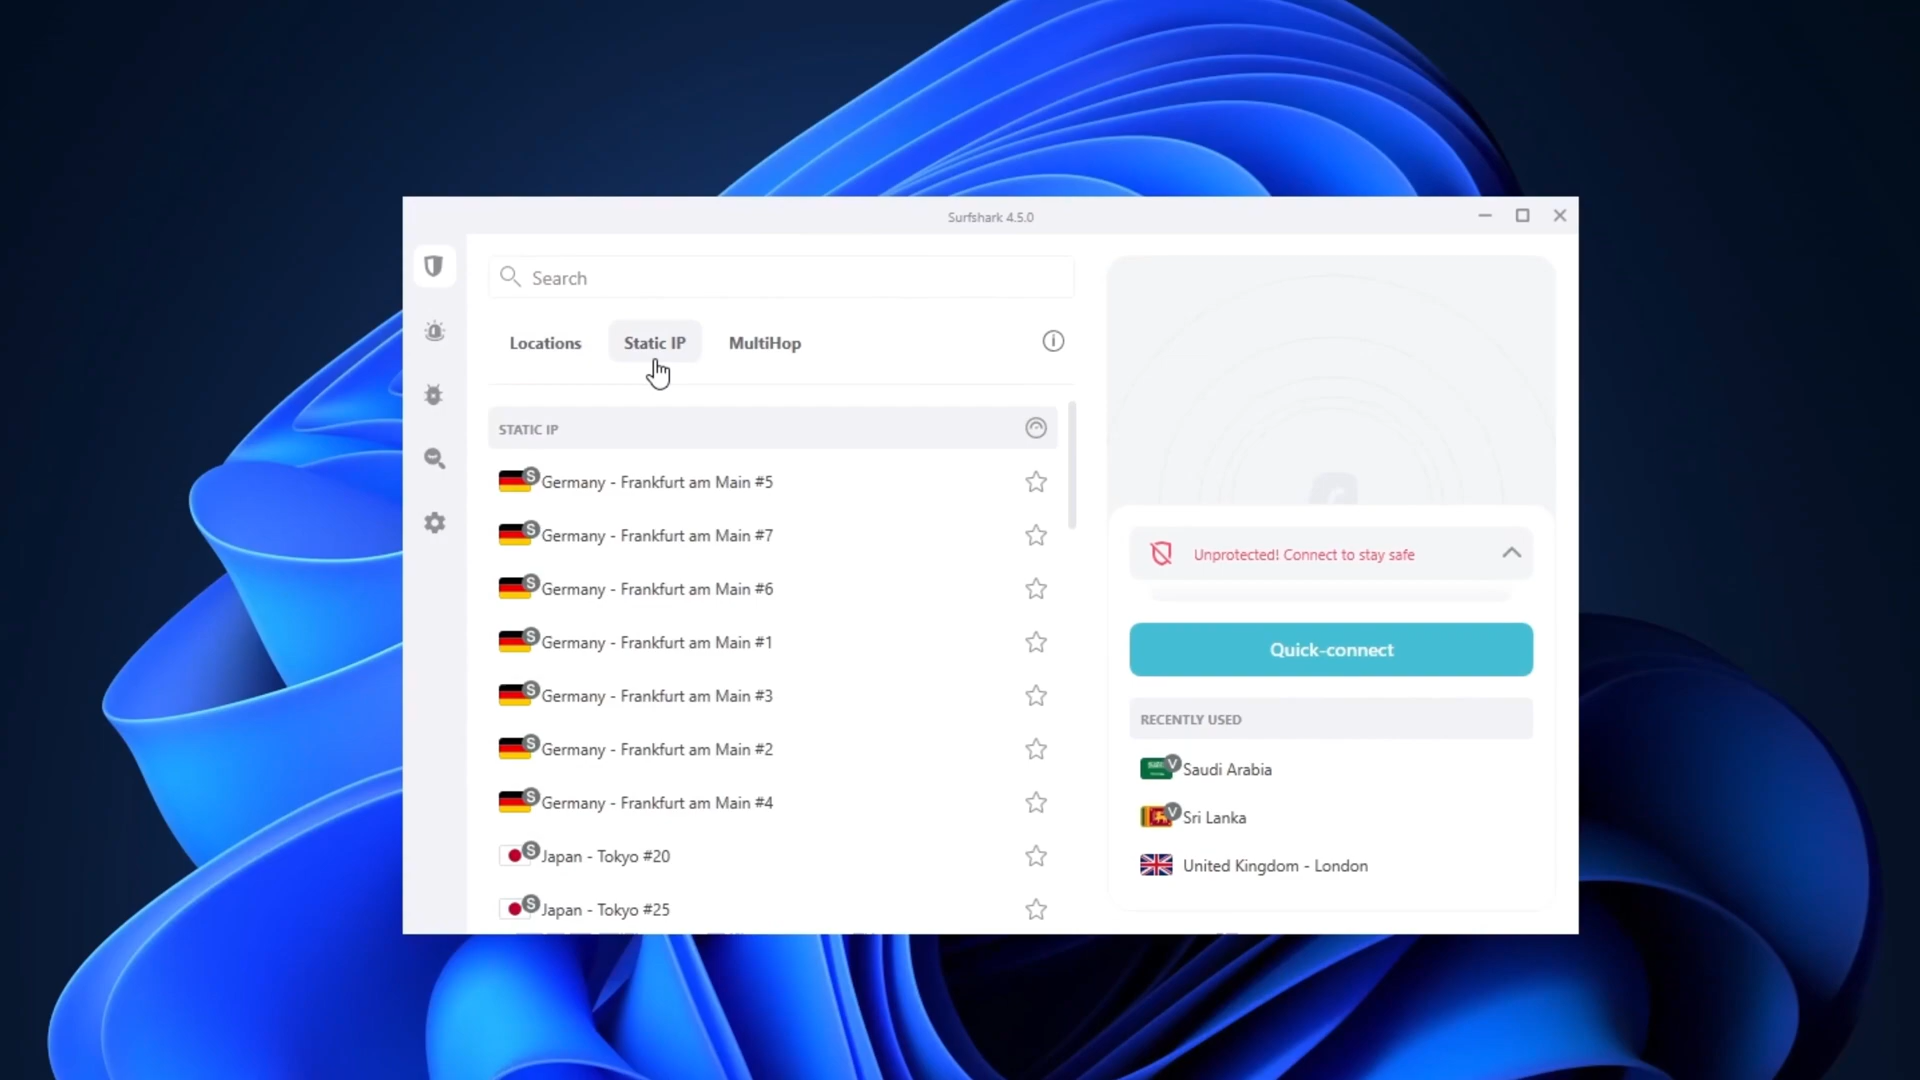 Surfshark 4.5.0
Search
Locations
Static IP
MultiHop
STATIC IP
S Germany - Frankfurt am Main #5
S Germany - Frankfurt am Main #7
S Germany - Frankfurt am Main #6
S Germany - Frankfurt am Main #1
S Germany - Frankfurt am Main #3
S Germany - Frankfurt am Main #2
S Germany - Frankfurt am Main #4
S Japan - Tokyo #20
S Japan - Tokyo #25
Unprotected! Connect to stay safe
Quick-connect
RECENTLY USED
V Saudi Arabia
V Sri Lanka
United Kingdom - London